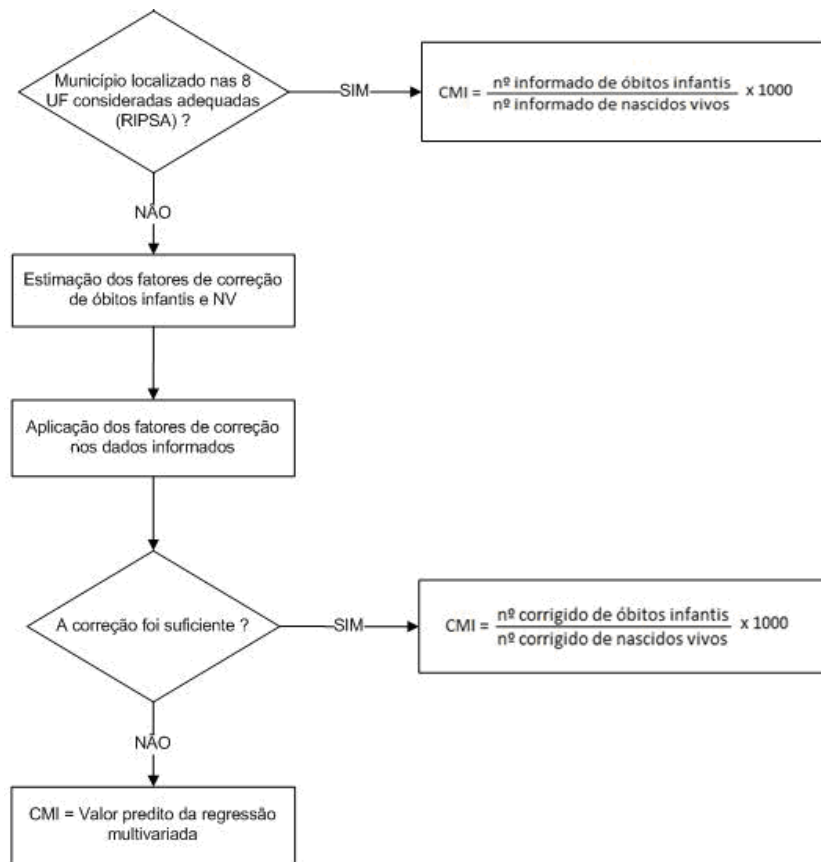 Município localizado nas 8
UF consideradas adequadas
(RIPSA) ?
SIM
CMI = nº informado de óbitos infantis x 1000
nº informado de nascidos vivos
NÃO
Estimação dos fatores de correção
de óbitos infantis e NV
Aplicação dos fatores de correção
nos dados informados
A correção foi suficiente ?
SIM
CMI = nº corrigido de óbitos infantis x 1000
nº corrigido de nascidos vivos
NÃO
CMI = Valor predito da regressão
multivariada